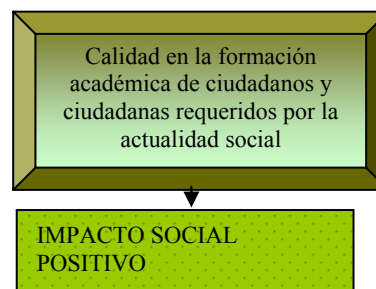 Calidad en la formación
académica de ciudadanos y
ciudadanas requeridos por la
actualidad social
IMPACTO SOCIAL
POSITIVO